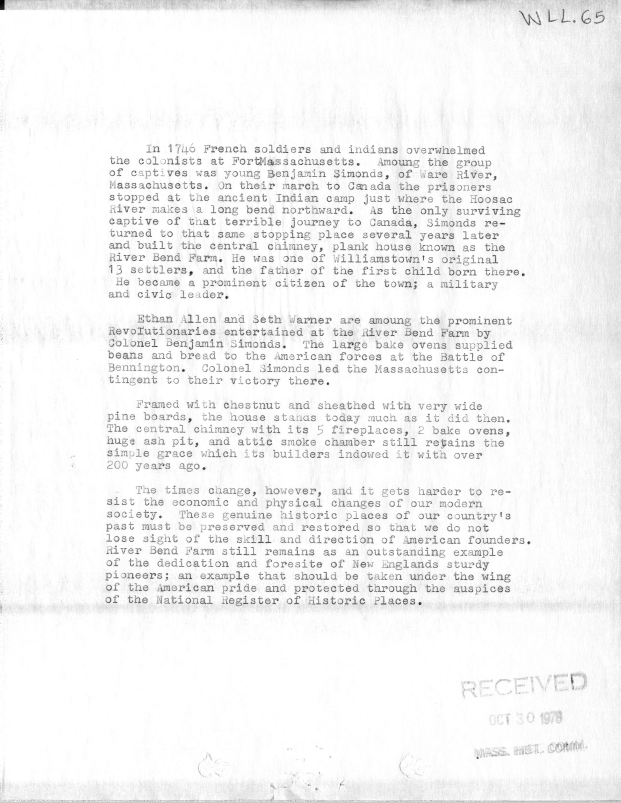 WLL.65
In 1746 French soldiers and indians overwhelmed
the colonists at FortMassachusetts. Amoung the group
of captives was young Benjamin Simonds, of Ware River,
Massachusetts. On their march to Canada the prisoners
stopped at the ancient Indian camp just where the Hoosac
River makes a long bend northward. As the only surviving
captive of that terrible journey to Canada, Simonds re-
turned to that same stopping place several years later
and built the central chimney, plank house known as the
River Bend Farm. He was one of Williamstown's original
13 settlers, and the father of the first child born there.
He became a prominent citizen of the town; a military
and civic leader.
Ethan Allen and Seth Warner are amoung the prominent
Revolutionaries entertained at the River Bend Farm by
Colonel Benjamin Simonds. The large bake ovens supplied
beans and bread to the American forces at the Battle of
Bennington. Colonel Simonds led the Massachusetts con-
tingent to their victory there.
Framed with chestnut and sheathed with very wide
pine boards, the house stands today much as it did then.
The central chimney with its 5 fireplaces, 2 bake ovens,
huge ash pit, and attic smoke chamber still retains the
simple grace which its builders indowed it with over
200 years ago.
The times change, however, and it gets harder to re-
sist the economic and physical changes of our modern
society. These genuine historic places of our country's
past must be preserved and restored so that we do not
lose sight of the skill and direction of American founders.
River Bend Farm still remains as an outstanding example
of the dedication and foresite of New Englands sturdy
pioneers; an example that should be taken under the wing
of the American pride and protected through the auspices
of the National Register of Historic Places.
RECEIVED
OCT 30 1979
MASS. HIST. COMM.